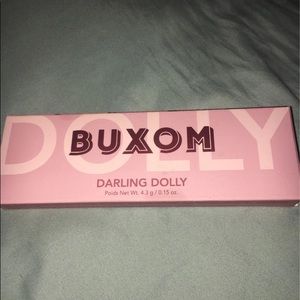 DOLLY
BUXOM
DARLING DOLLY
Poids Net Wt. 4.3 g / 0.15 oz.